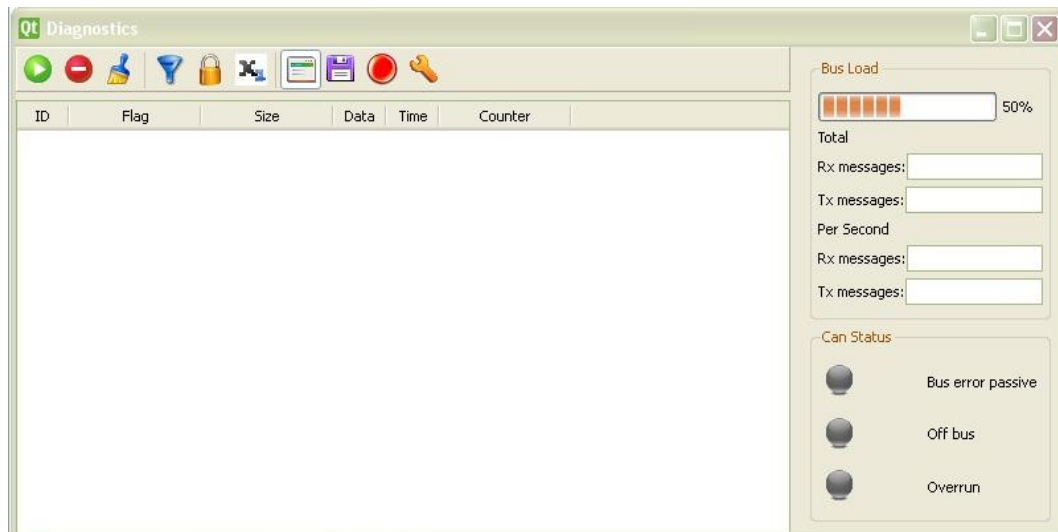 Qt Diagnostics
ID Flag Size Data Time Counter
Bus Load
50%
Total
Rx messages:
Tx messages:
Per Second
Rx messages:
Tx messages:
Can Status
Bus error passive
Off bus
Overrun